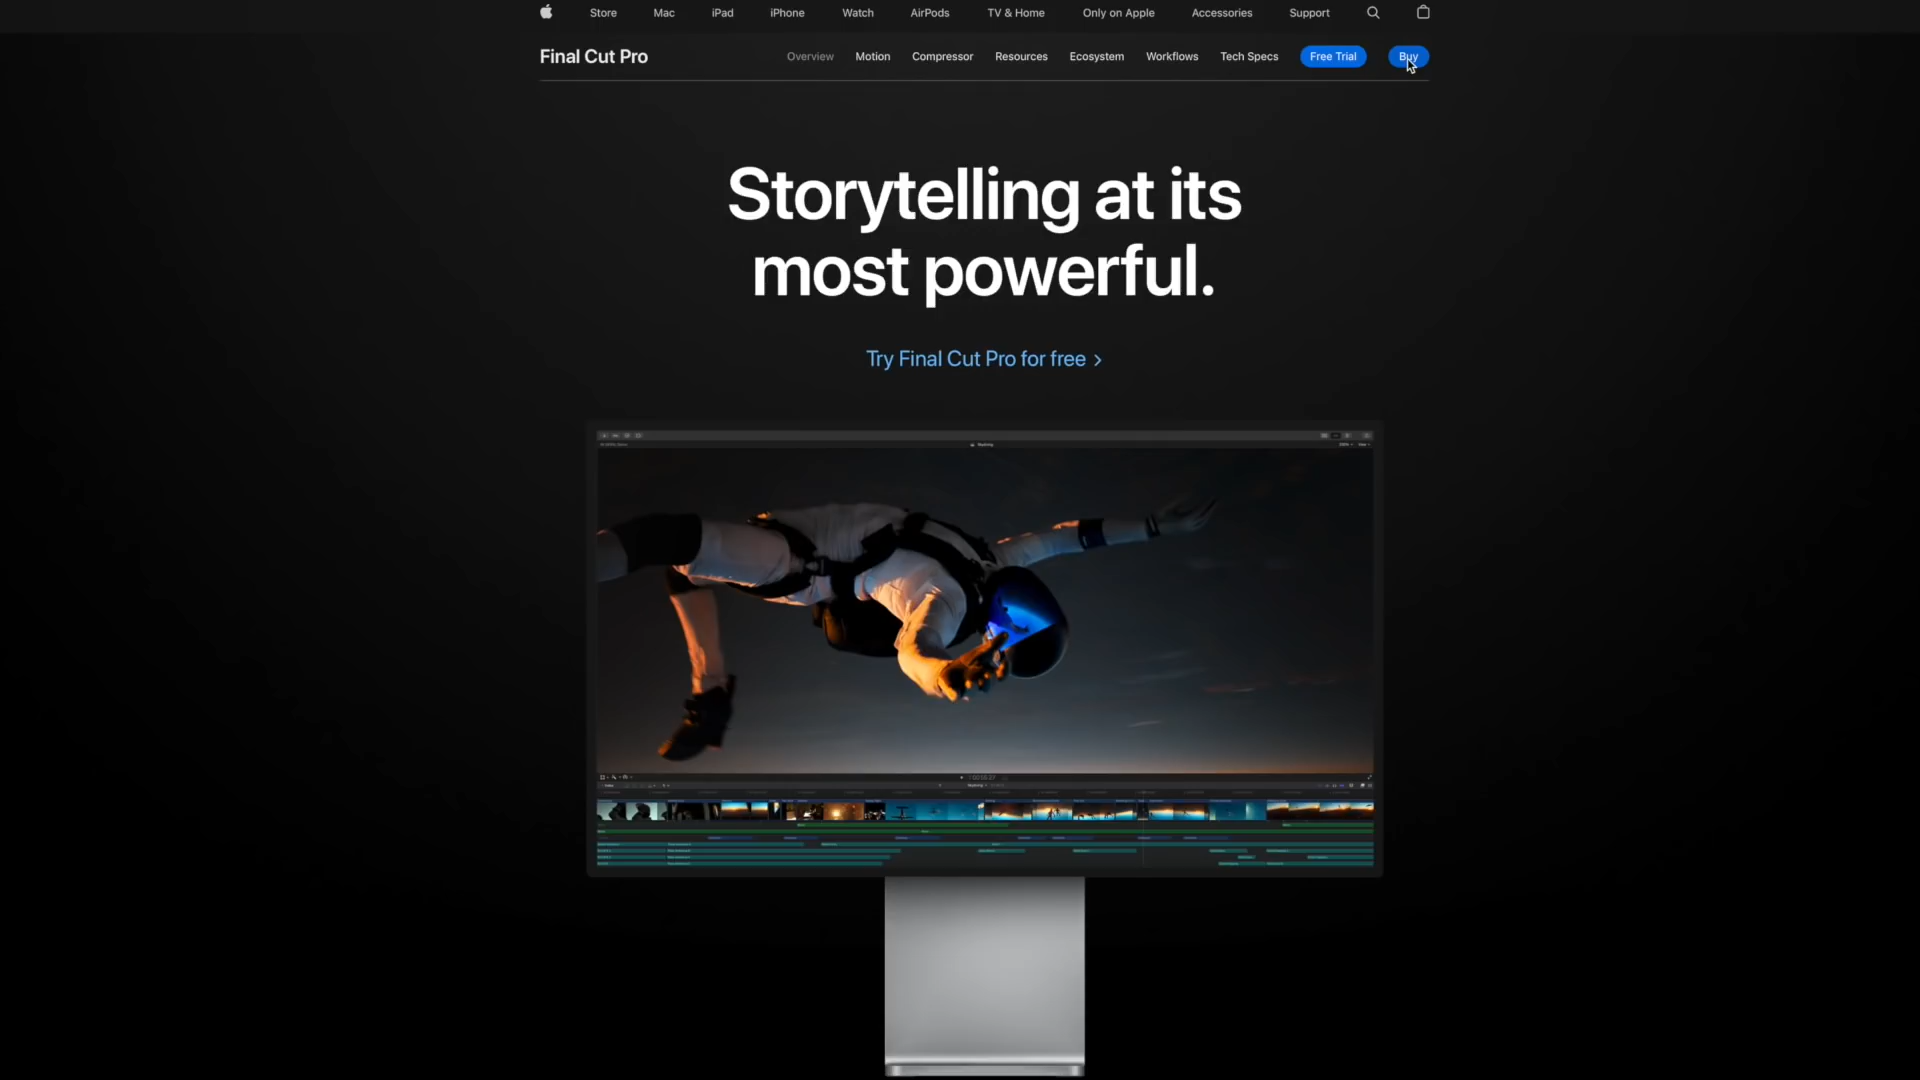 Store Mac iPad iPhone Watch AirPods TV & Home Only on Apple Accessories Support
Final Cut Pro Overview Motion Compressor Resources Ecosystem Workflows Tech Specs Free Trial Buy
Storytelling at its
most powerful.
Try Final Cut Pro for free >